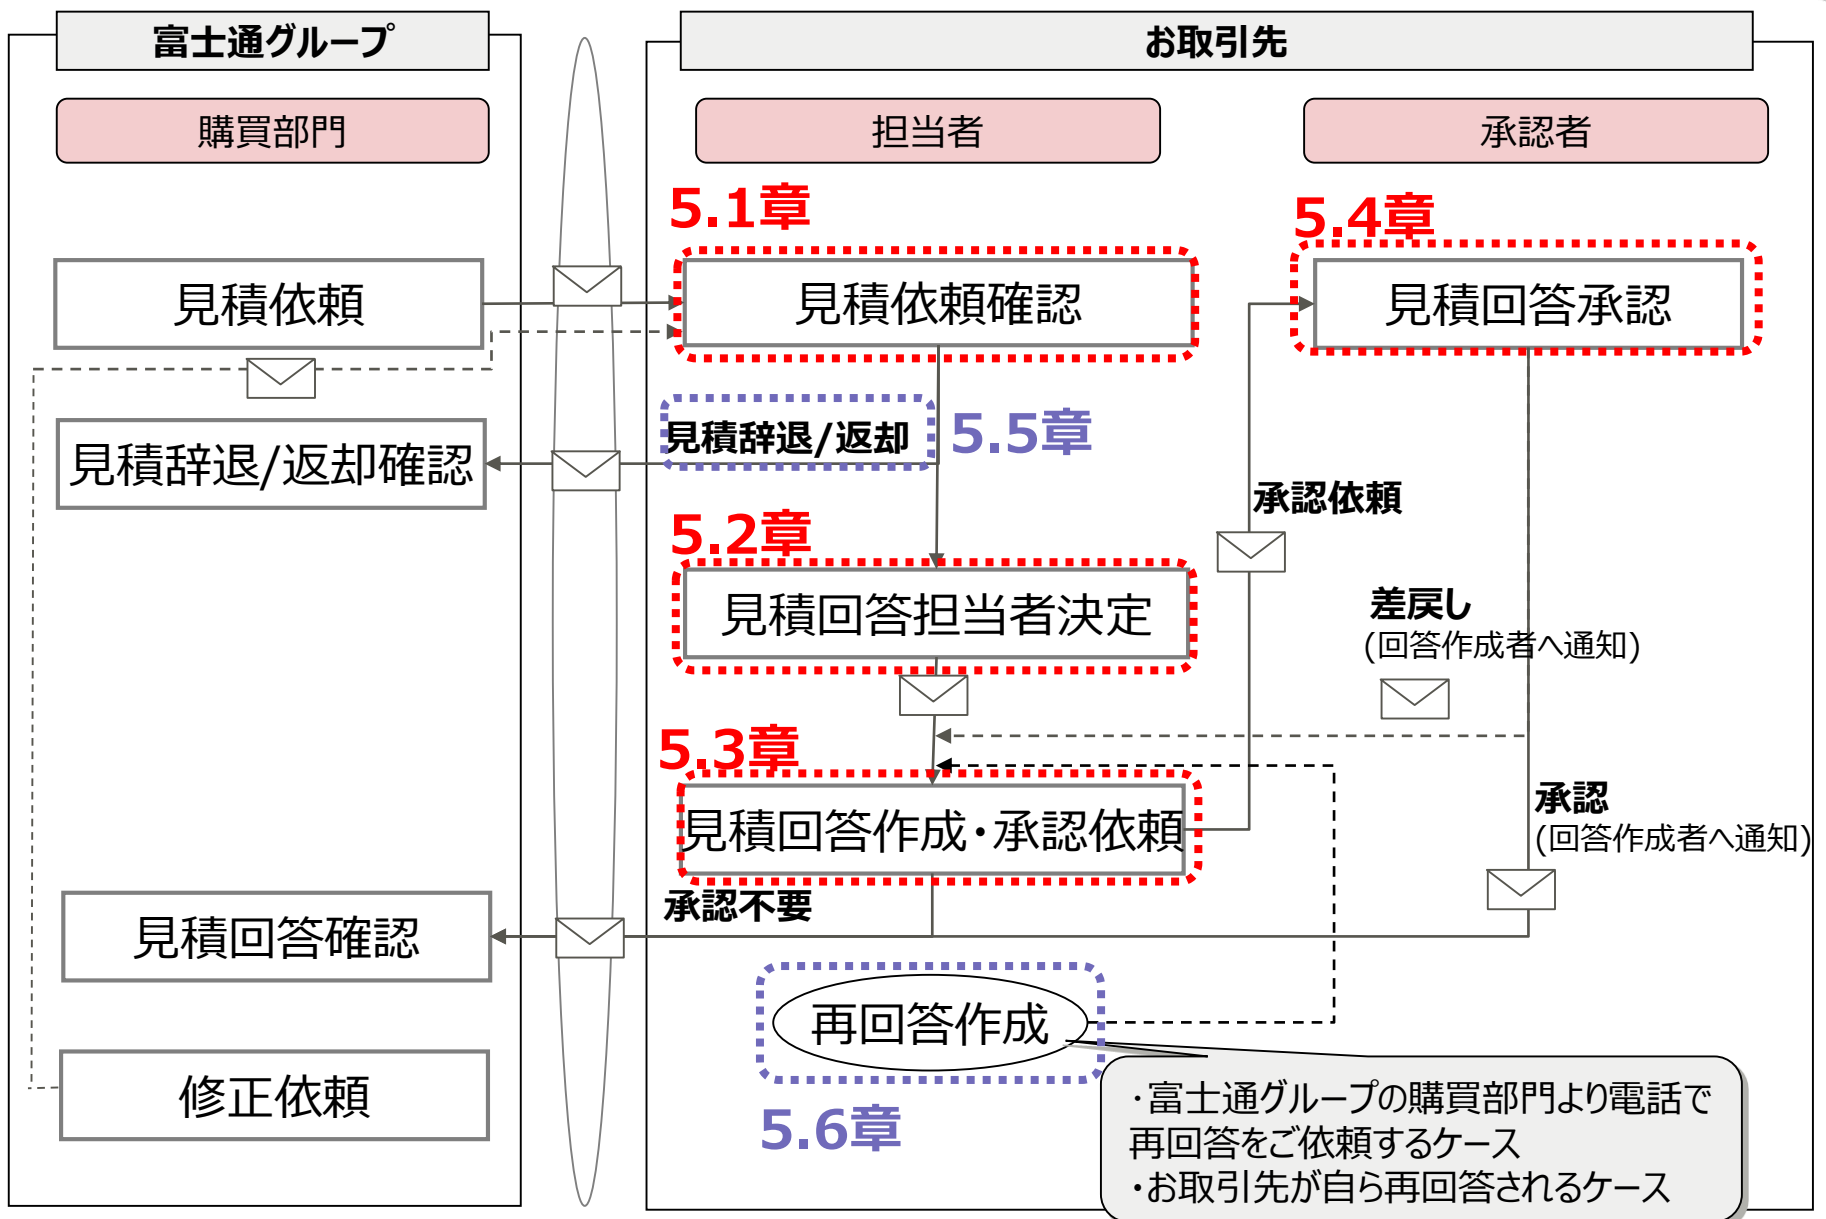 富士通グループ
お取引先
購買部門
担当者
承認者
5.1章
5.4章
見積依頼
見積依頼確認
見積回答承認
見積辞退/返却
5.5章
見積辞退/返却確認
承認依頼
5.2章
見積回答担当者決定
差戻し
(回答作成者へ通知)
5.3章
見積回答作成・承認依頼
承認
(回答作成者へ通知)
承認不要
見積回答確認
再回答作成
修正依頼
5.6章
・富士通グループの購買部門より電話で
再回答をご依頼するケース
・お取引先が自ら再回答されるケース